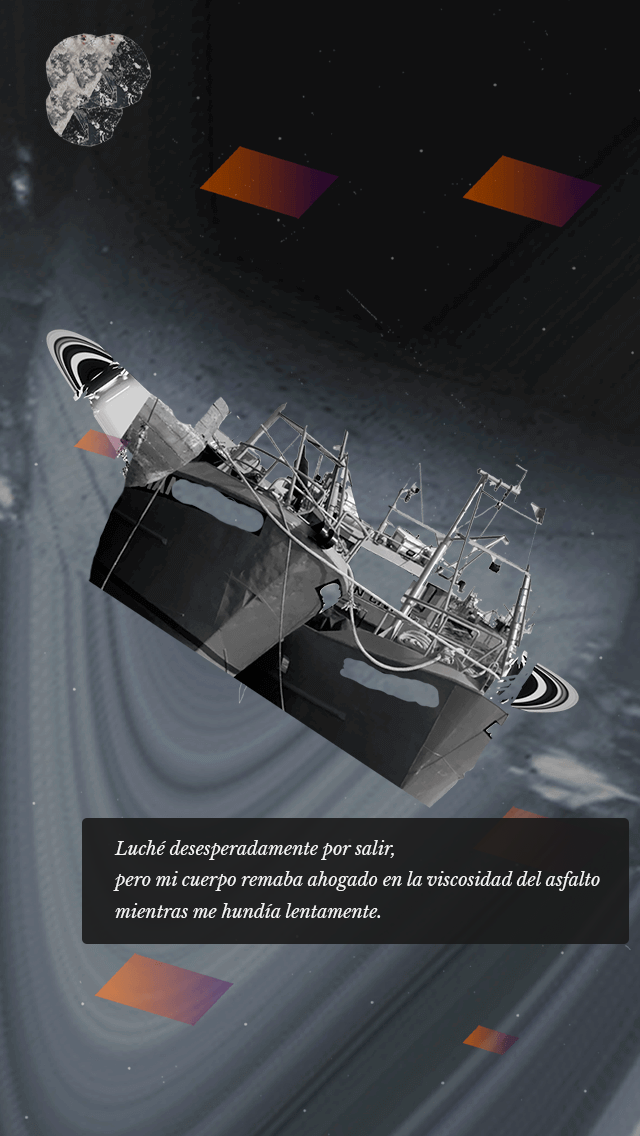 Luché desesperadamente por salir,
pero mi cuerpo remaba ahogado en la viscosidad del asfalto
mientras me hundía lentamente.